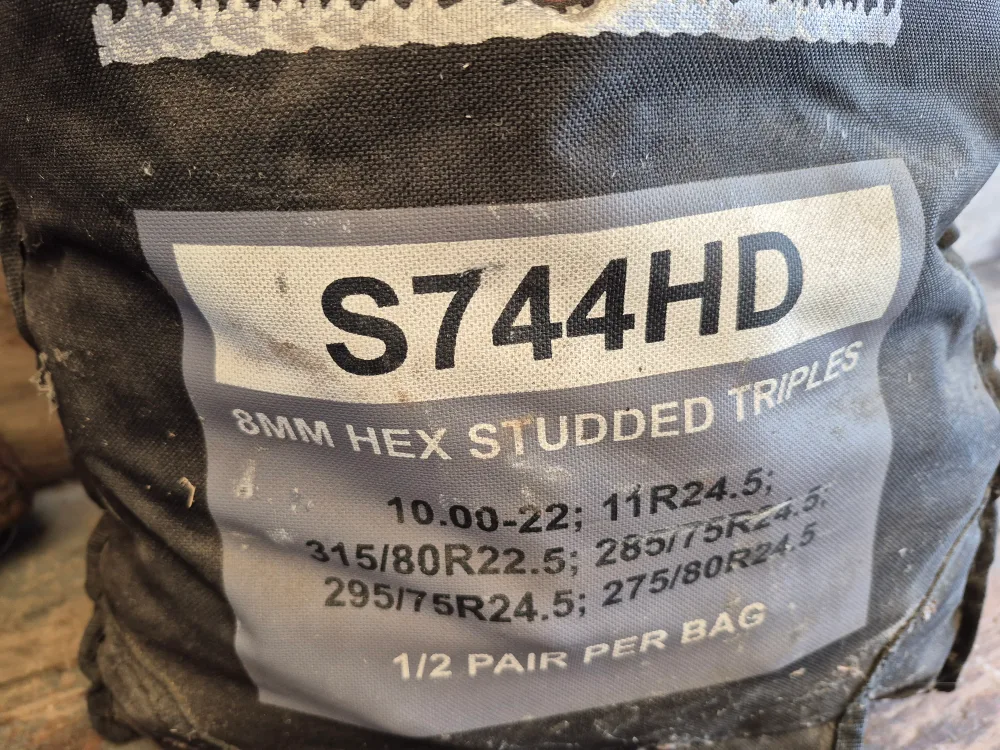 S744HD
8MM HEX STUDDED TRIPLES
10.00-22; 11R24.5;
315/80R22.5; 285/75R24.5;
295/75R24.5; 275/80R24.5
1/2 PAIR PER BAG